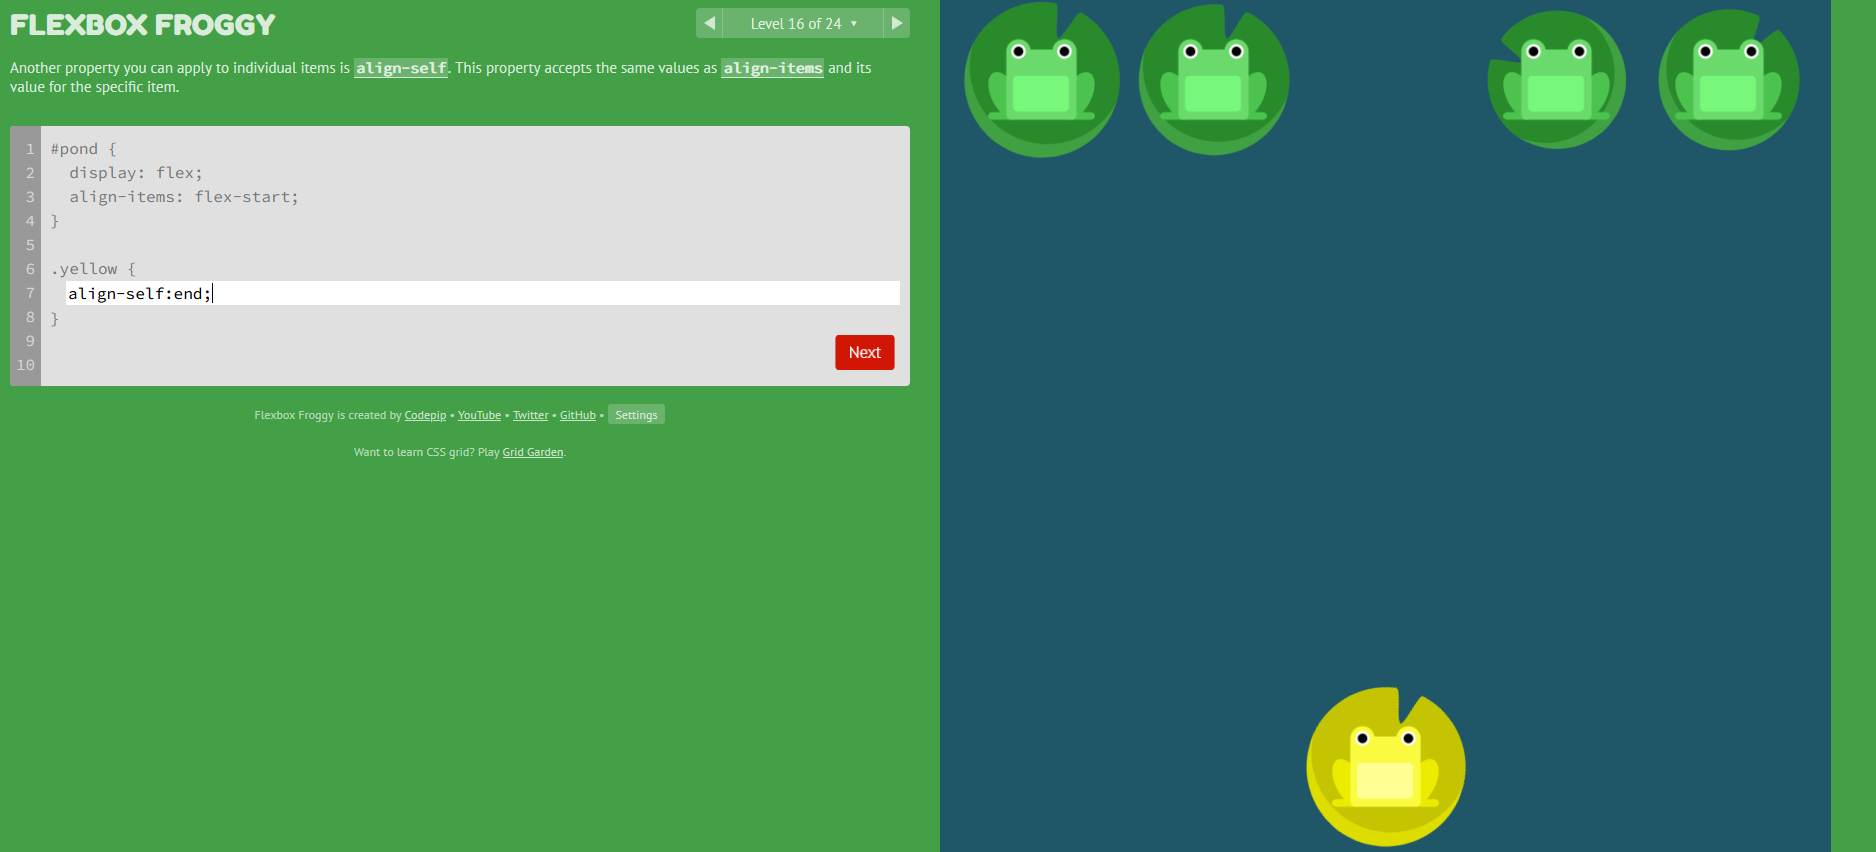 FLEXBOX FROGGY
◀ Level 16 of 24 ▾ ▶
Another property you can apply to individual items is align-self. This property accepts the same values as align-items and its
value for the specific item.
1 #pond {
2 display: flex;
3 align-items: flex-start;
4 }
5
6 .yellow {
7 align-self:end;
8 }
9
10
Next
Flexbox Froggy is created by Codepip • YouTube • Twitter • GitHub • Settings
Want to learn CSS grid? Play Grid Garden.